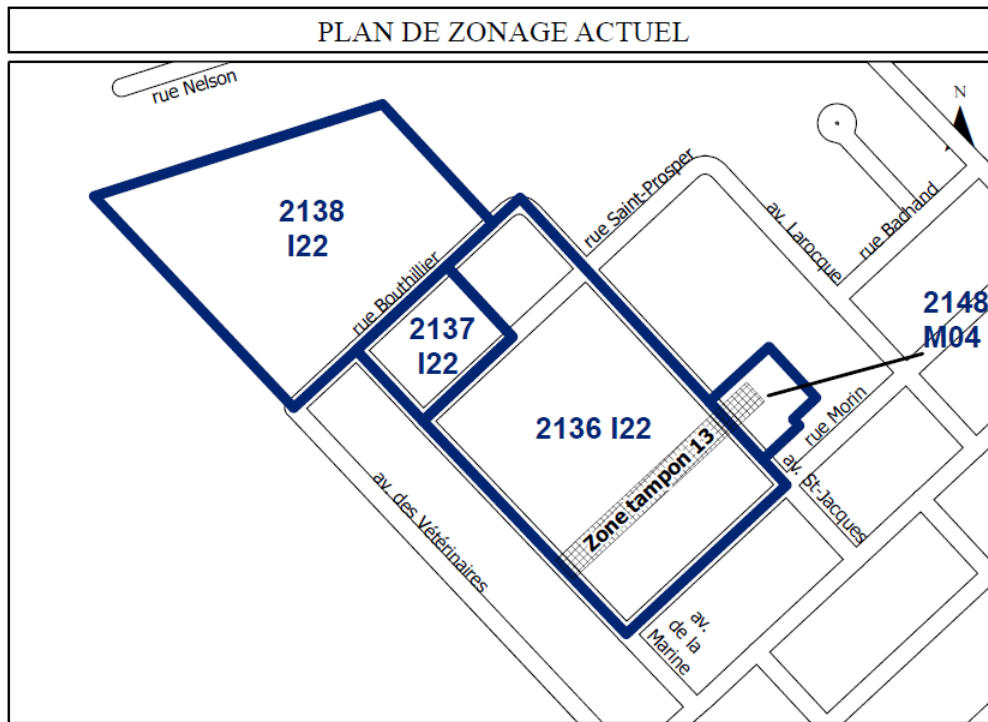 PLAN DE ZONAGE ACTUEL
rue Nelson
N
2138
I22
rue Saint-Prosper
av. Larocque
rue Bachand
rue Bouthillier
2137
I22
2148
M04
2136 I22
Zone tampon 13
rue Morin
av. St-Jacques
av. des Vétérinaires
av.
de la
Marine